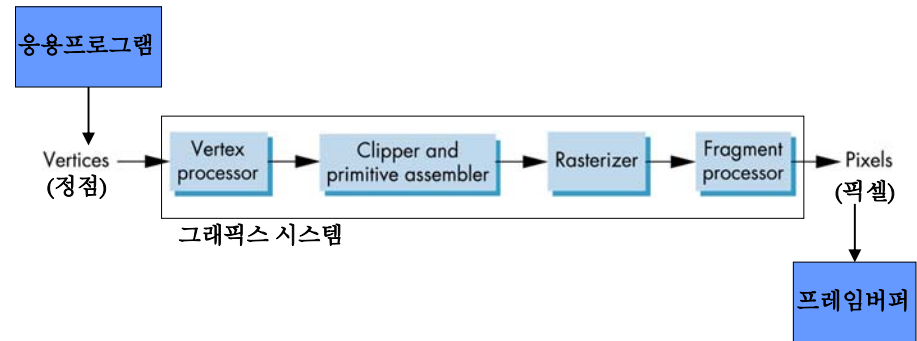 응용프로그램
Vertices
(정점)
Vertex
processor
Clipper and
primitive assembler
Rasterizer
Fragment
processor
Pixels
(픽셀)
그래픽스 시스템
프레임버퍼